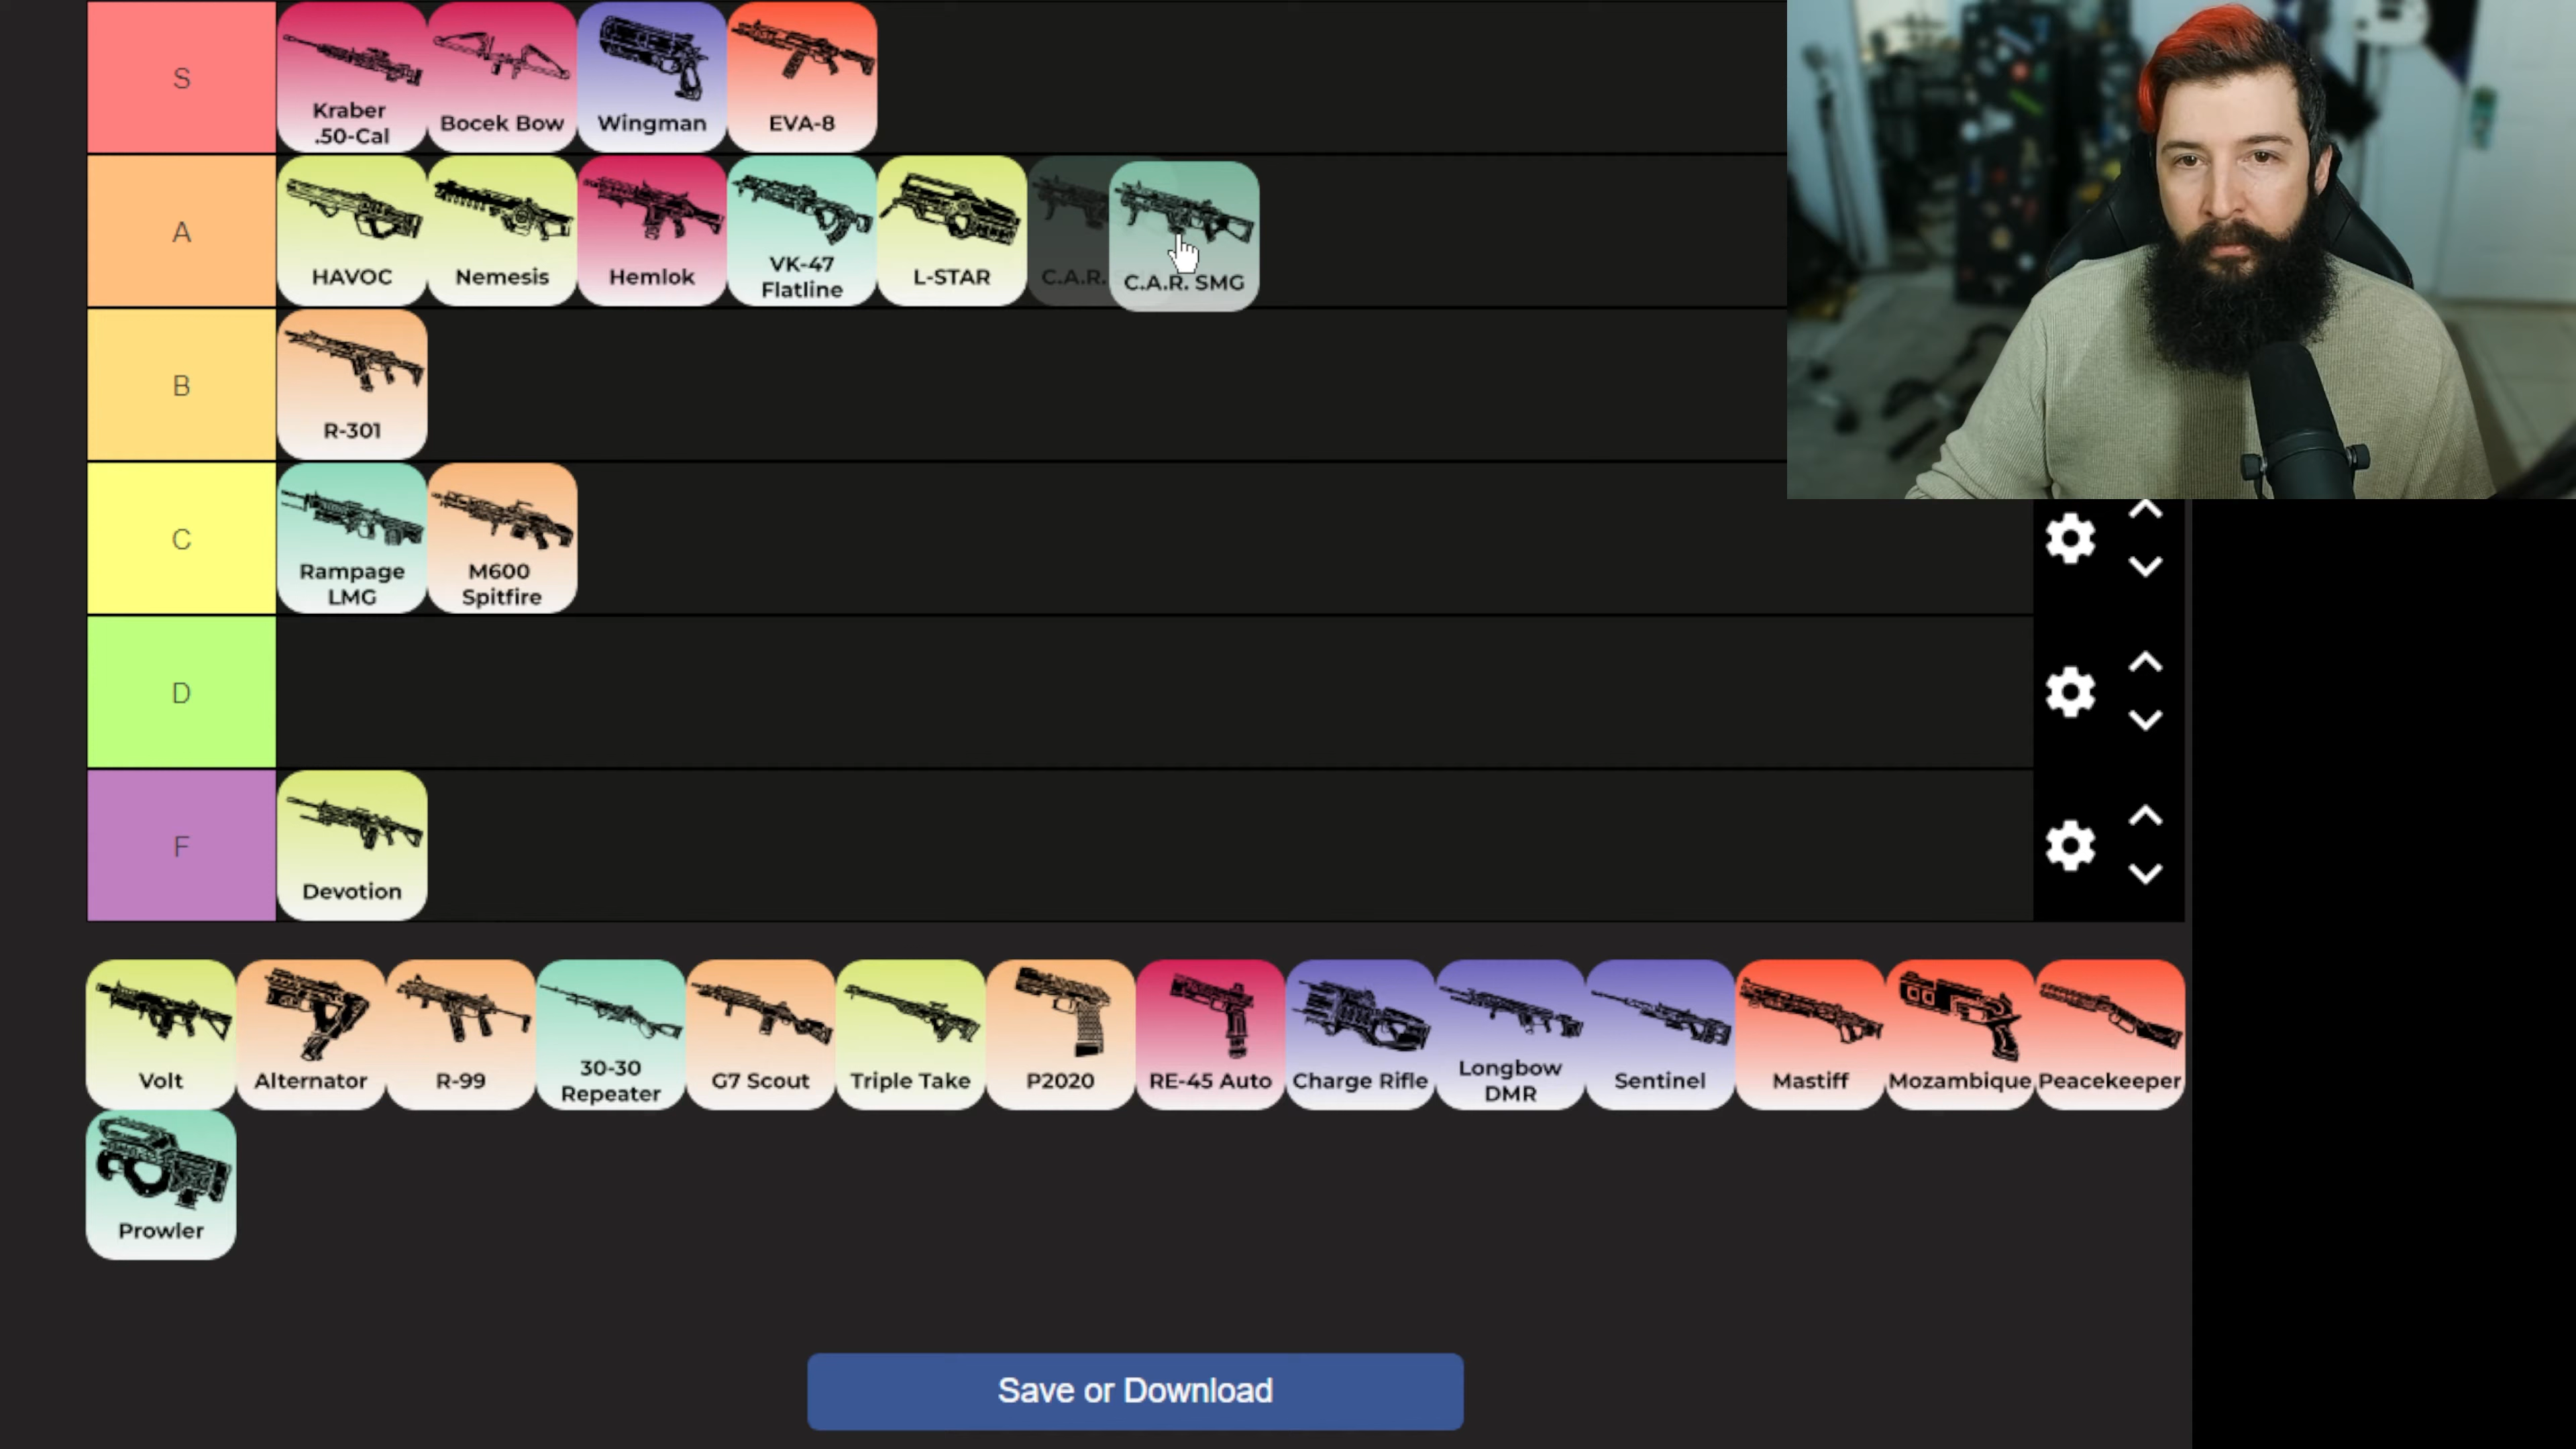 S
Kraber
.50-Cal
Bocek Bow
Wingman
EVA-8
A
HAVOC
Nemesis
Hemlok
VK-47
Flatline
L-STAR
C.A.R.
C.A.R. SMG
B
R-301
C
Rampage
LMG
M600
Spitfire
D
F
Devotion
Volt
Alternator
R-99
30-30
Repeater
G7 Scout
Triple Take
P2020
RE-45 Auto
Charge Rifle
Longbow
DMR
Sentinel
Mastiff
Mozambique
Peacekeeper
Prowler
Save or Download